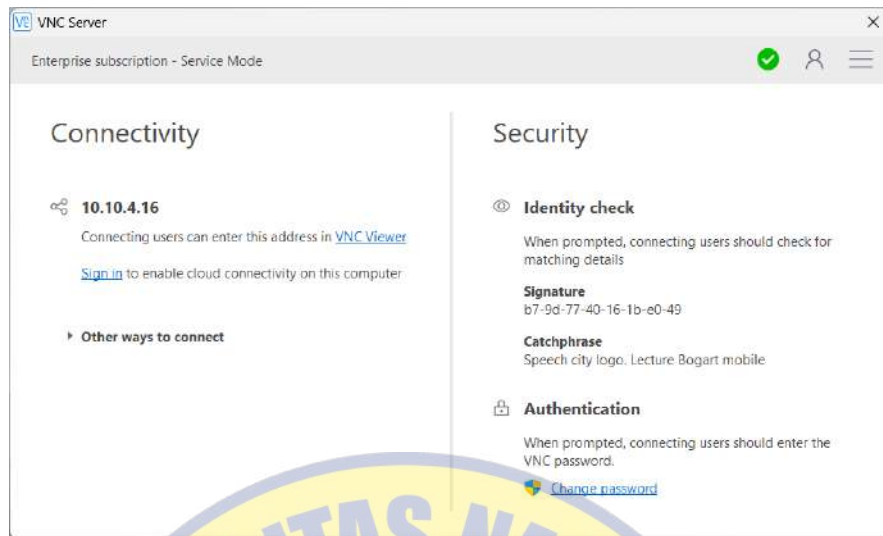 VNC Server
Enterprise subscription - Service Mode
Connectivity
10.10.4.16
Connecting users can enter this address in VNC Viewer
Sign in to enable cloud connectivity on this computer
Other ways to connect
Security
Identity check
When prompted, connecting users should check for
matching details
Signature
b7-9d-77-40-16-1b-e0-49
Catchphrase
Speech city logo. Lecture Bogart mobile
Authentication
When prompted, connecting users should enter the
VNC password.
Change password